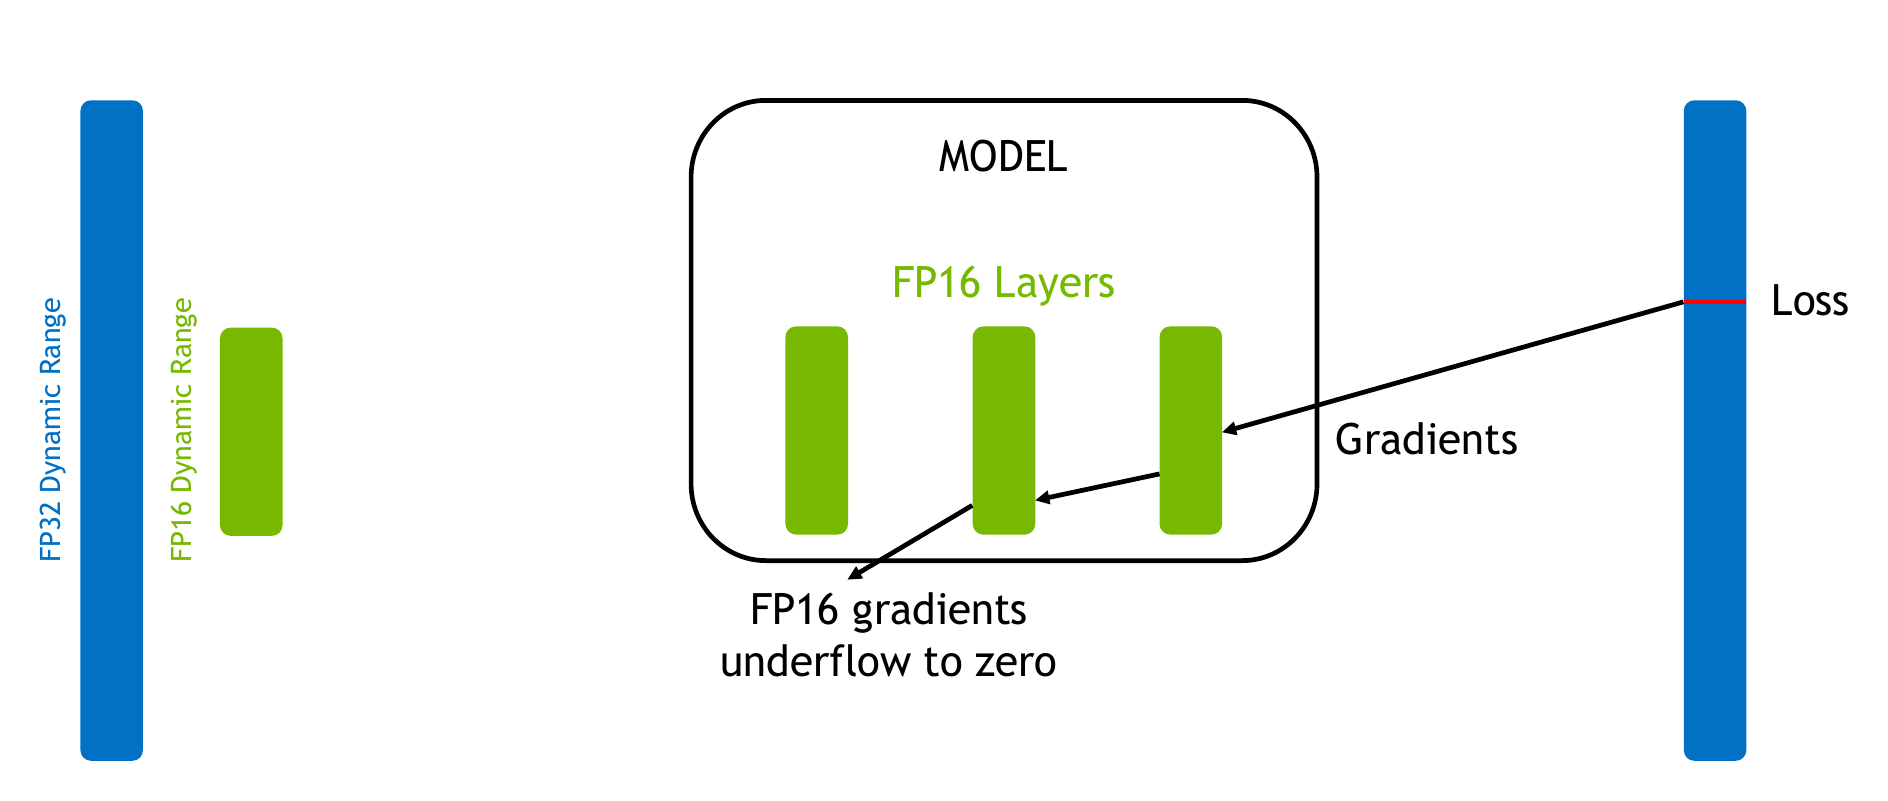 FP32 Dynamic Range
FP16 Dynamic Range
MODEL
FP16 Layers
Loss
Gradients
FP16 gradients
underflow to zero